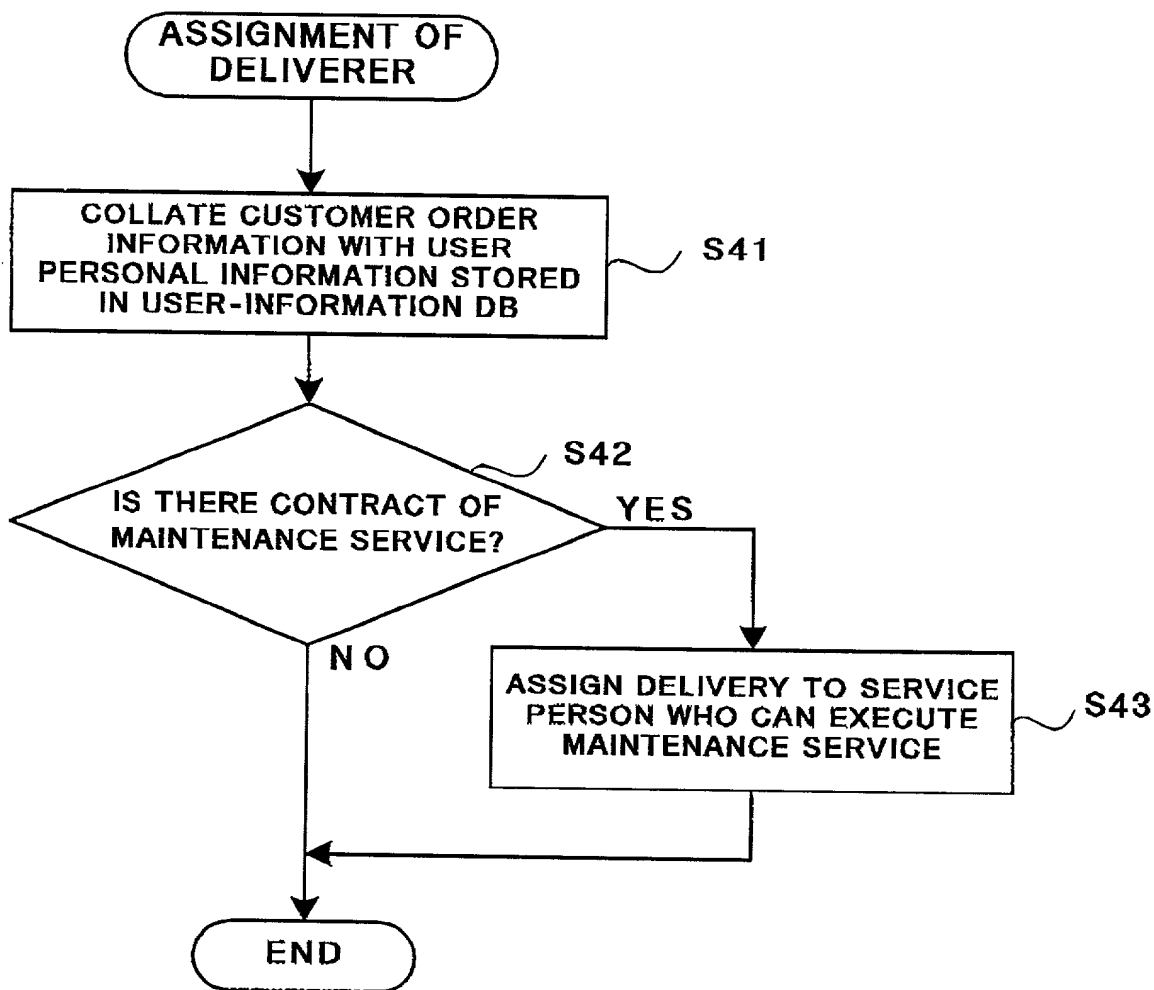 ASSIGNMENT OF
DELIVERER
COLLATE CUSTOMER ORDER
INFORMATION WITH USER
PERSONAL INFORMATION STORED
IN USER-INFORMATION DB
S41
S42
IS THERE CONTRACT OF
MAINTENANCE SERVICE?
YES
NO
ASSIGN DELIVERY TO SERVICE
PERSON WHO CAN EXECUTE
MAINTENANCE SERVICE
S43
END